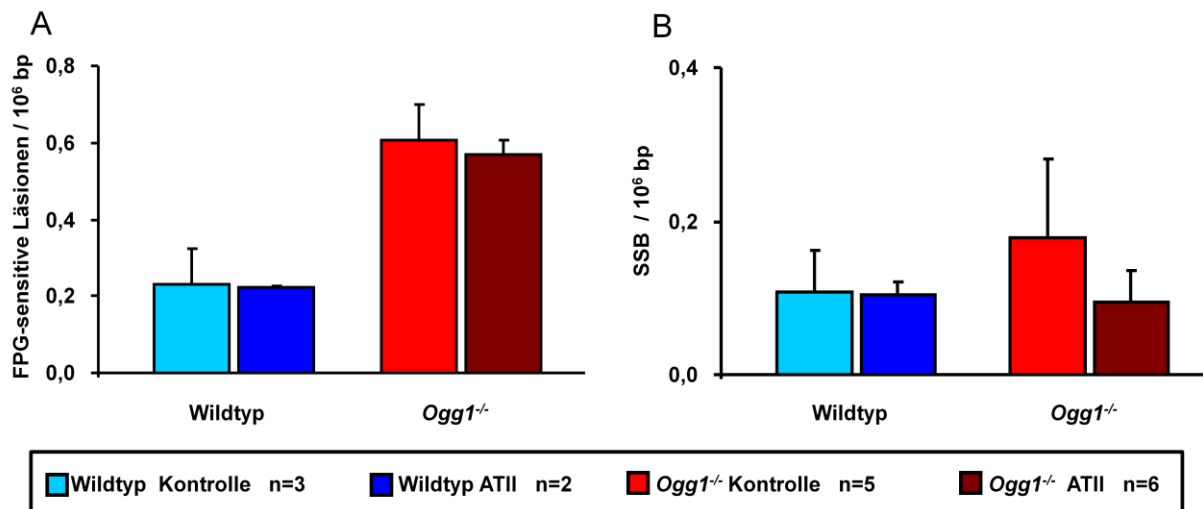 A
FPG-sensitive Läsionen / 10⁶ bp
0,8
0,6
0,4
0,2
0,0
Wildtyp
Ogg1⁻/⁻
B
SSB / 10⁶ bp
0,4
0,2
0,0
Wildtyp
Ogg1⁻/⁻
Wildtyp Kontrolle n=3
Wildtyp ATII n=2
Ogg1⁻/⁻ Kontrolle n=5
Ogg1⁻/⁻ ATII n=6